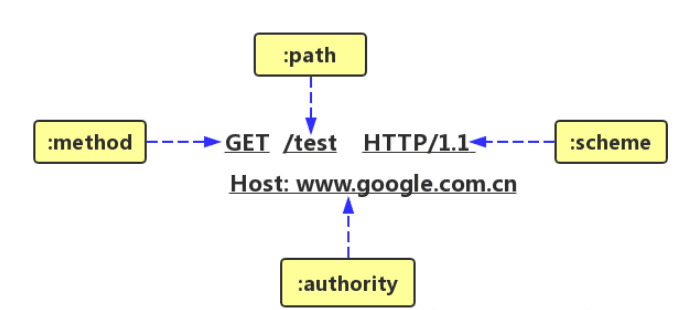 :path
:method
GET /test HTTP/1.1
:scheme
Host: www.google.com.cn
:authority